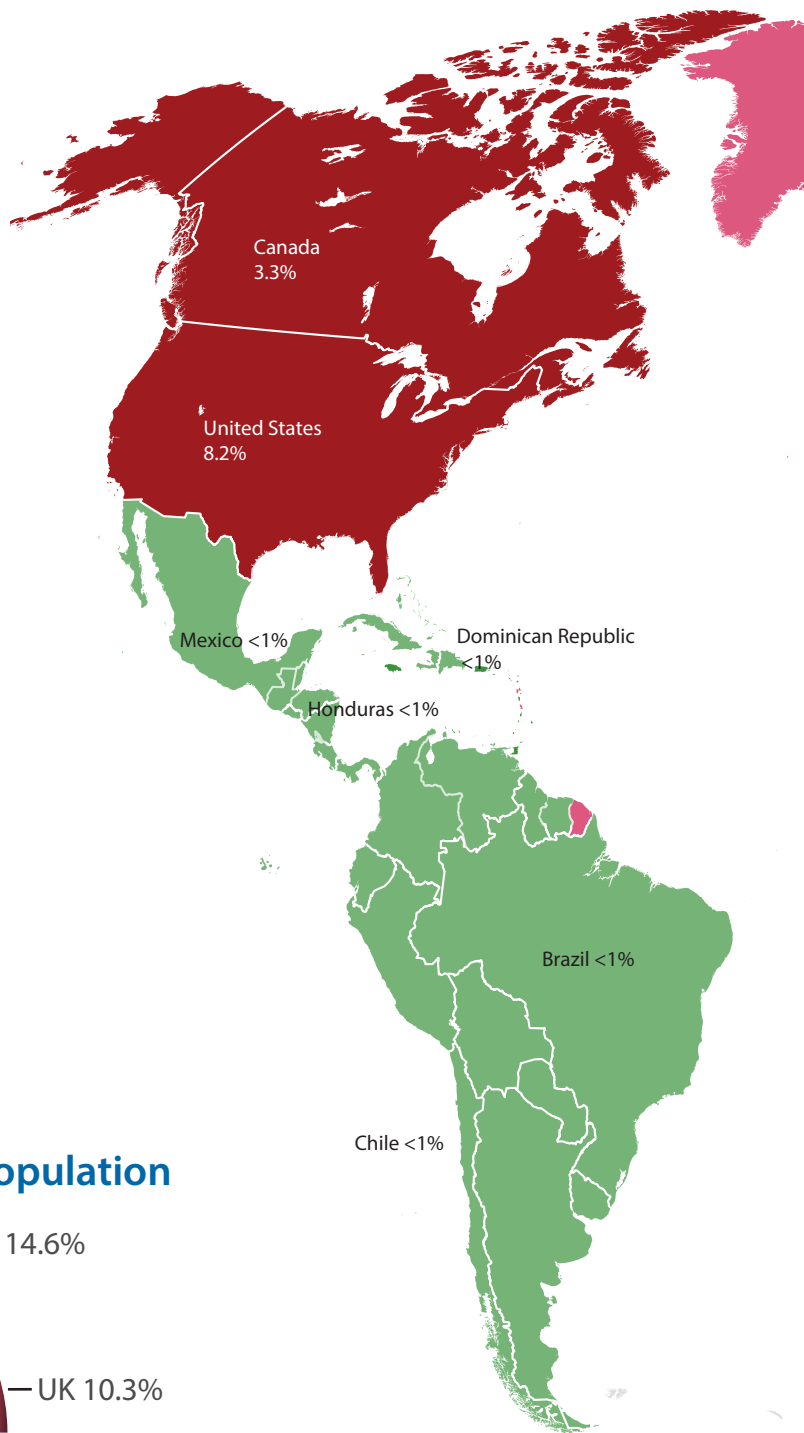 Canada
3.3%
United States
8.2%
Mexico <1%
Dominican Republic
<1%
Honduras <1%
Brazil <1%
Chile <1%
opulation
14.6%
UK 10.3%